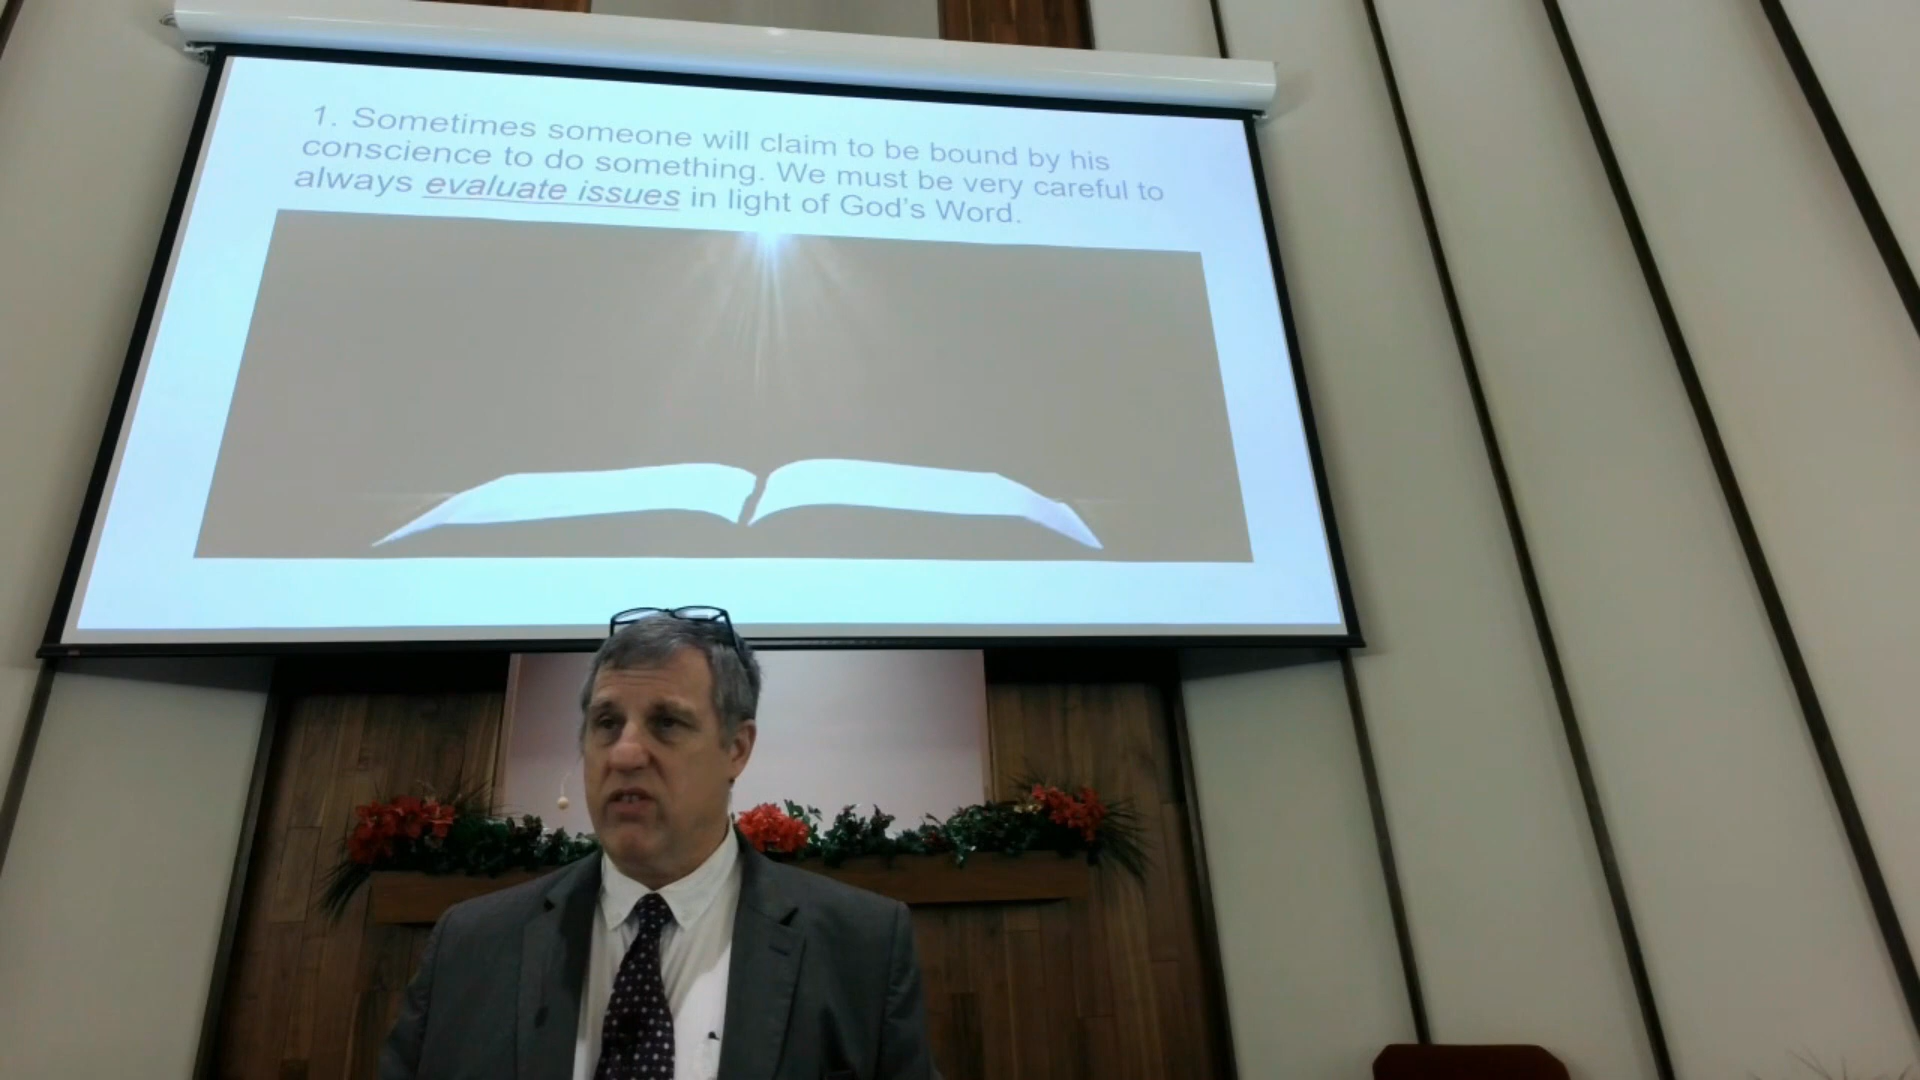 1. Sometimes someone will claim to be bound by his
conscience to do something. We must be very careful to
always evaluate issues in light of God's Word.